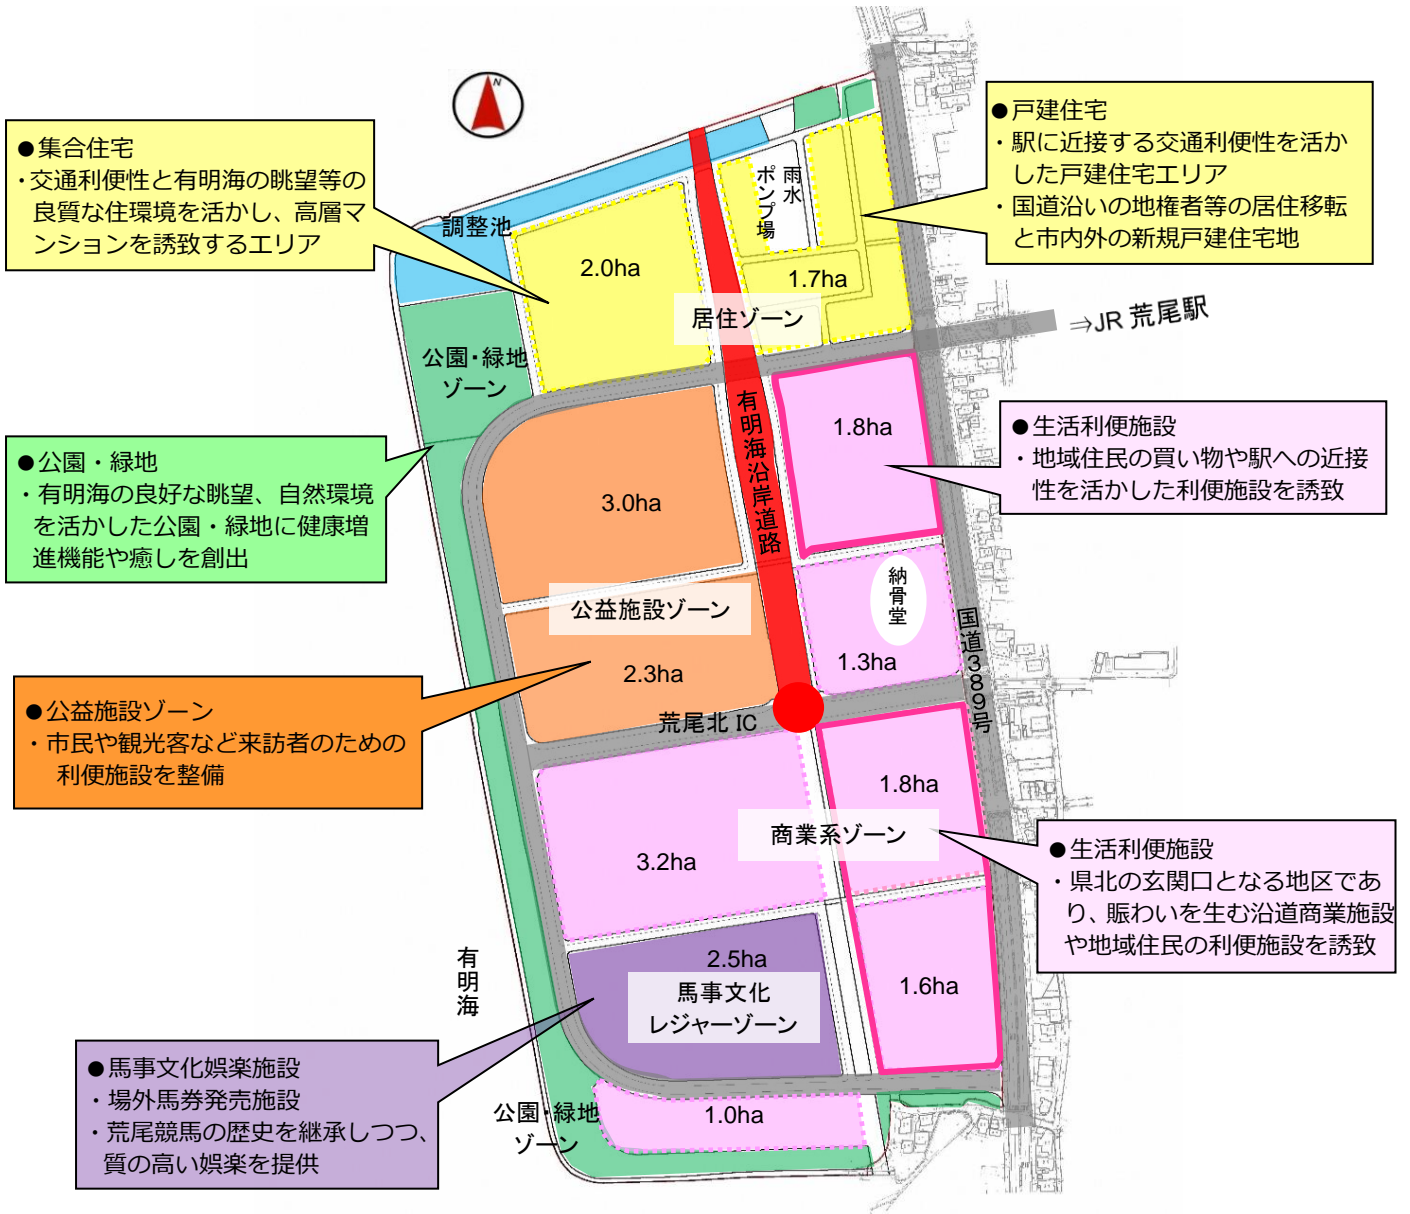 N
●集合住宅
・交通利便性と有明海の眺望等の
良質な住環境を活かし、高層マ
ンションを誘致するエリア
●戸建住宅
・駅に近接する交通利便性を活か
した戸建住宅エリア
・国道沿いの地権者等の居住移転
と市内外の新規戸建住宅地
調整池
雨水
ポンプ場
2.0ha
1.7ha
居住ゾーン
⇒JR 荒尾駅
公園・緑地
ゾーン
有明海沿岸道路
1.8ha
●生活利便施設
・地域住民の買い物や駅への近接
性を活かした利便施設を誘致
●公園・緑地
・有明海の良好な眺望、自然環境
を活かした公園・緑地に健康増
進機能や癒しを創出
3.0ha
納骨堂
公益施設ゾーン
国道389号
1.3ha
2.3ha
●公益施設ゾーン
・市民や観光客など来訪者のための
利便施設を整備
荒尾北 IC
1.8ha
商業系ゾーン
3.2ha
●生活利便施設
・県北の玄関口となる地区であ
り、賑わいを生む沿道商業施設
や地域住民の利便施設を誘致
有明海
2.5ha
馬事文化
レジャーゾーン
1.6ha
●馬事文化娯楽施設
・場外馬券発売施設
・荒尾競馬の歴史を継承しつつ、
質の高い娯楽を提供
公園・緑地
ゾーン
1.0ha